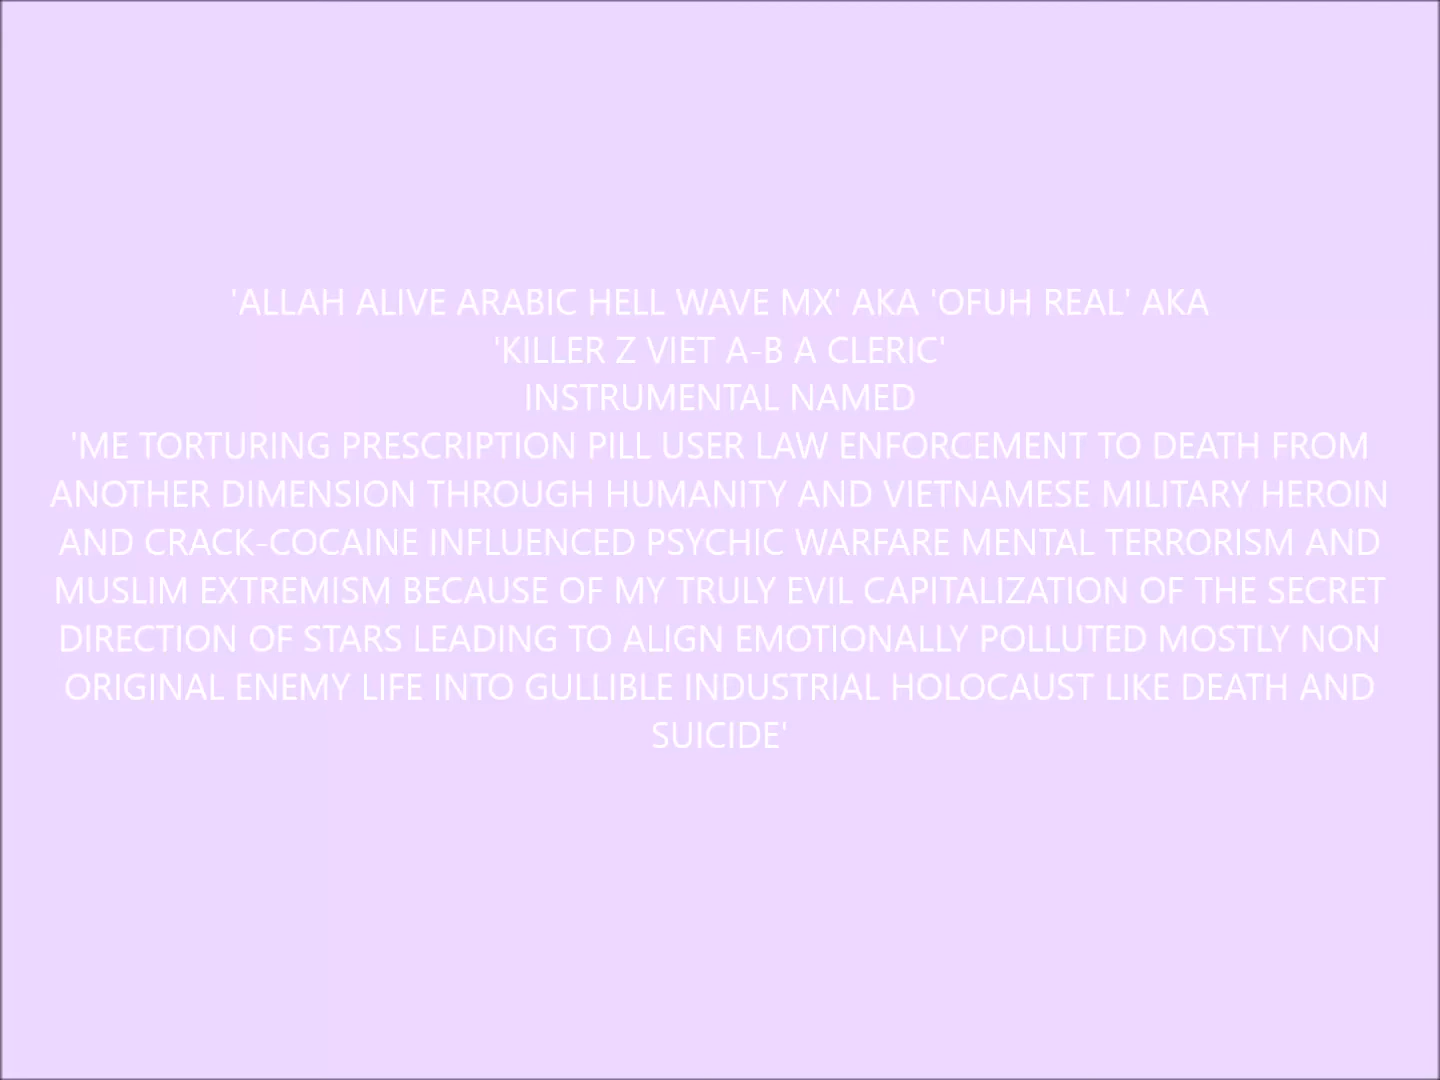 'ALLAH ALIVE ARABIC HELL WAVE MX' AKA 'OFUH REAL' AKA
'KILLER Z VIET A-B A CLERIC'
INSTRUMENTAL NAMED
'ME TORTURING PRESCRIPTION PILL USER LAW ENFORCEMENT TO DEATH FROM
ANOTHER DIMENSION THROUGH HUMANITY AND VIETNAMESE MILITARY HEROIN
AND CRACK-COCAINE INFLUENCED PSYCHIC WARFARE MENTAL TERRORISM AND
MUSLIM EXTREMISM BECAUSE OF MY TRULY EVIL CAPITALIZATION OF THE SECRET
DIRECTION OF STARS LEADING TO ALIGN EMOTIONALLY POLLUTED MOSTLY NON
ORIGINAL ENEMY LIFE INTO GULLIBLE INDUSTRIAL HOLOCAUST LIKE DEATH AND
SUICIDE'